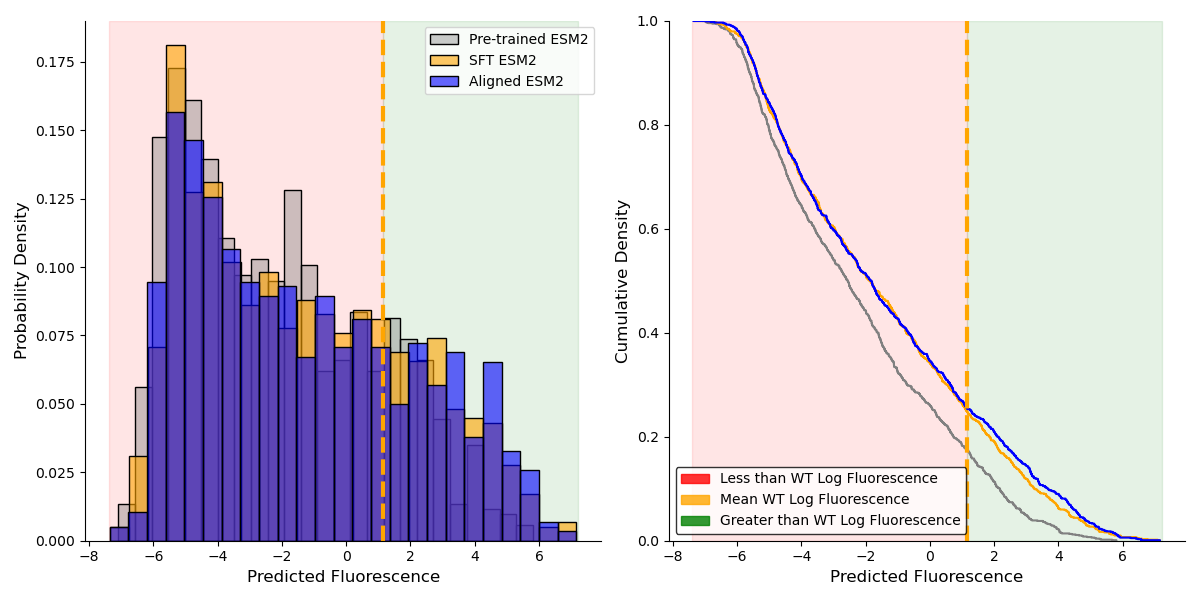 Probability Density
0.175
0.150
0.125
0.100
0.075
0.050
0.025
0.000
Pre-trained ESM2
SFT ESM2
Aligned ESM2
−8 −6 −4 −2 0 2 4 6
Predicted Fluorescence
Cumulative Density
1.0
0.8
0.6
0.4
0.2
0.0
Less than WT Log Fluorescence
Mean WT Log Fluorescence
Greater than WT Log Fluorescence
−8 −6 −4 −2 0 2 4 6
Predicted Fluorescence